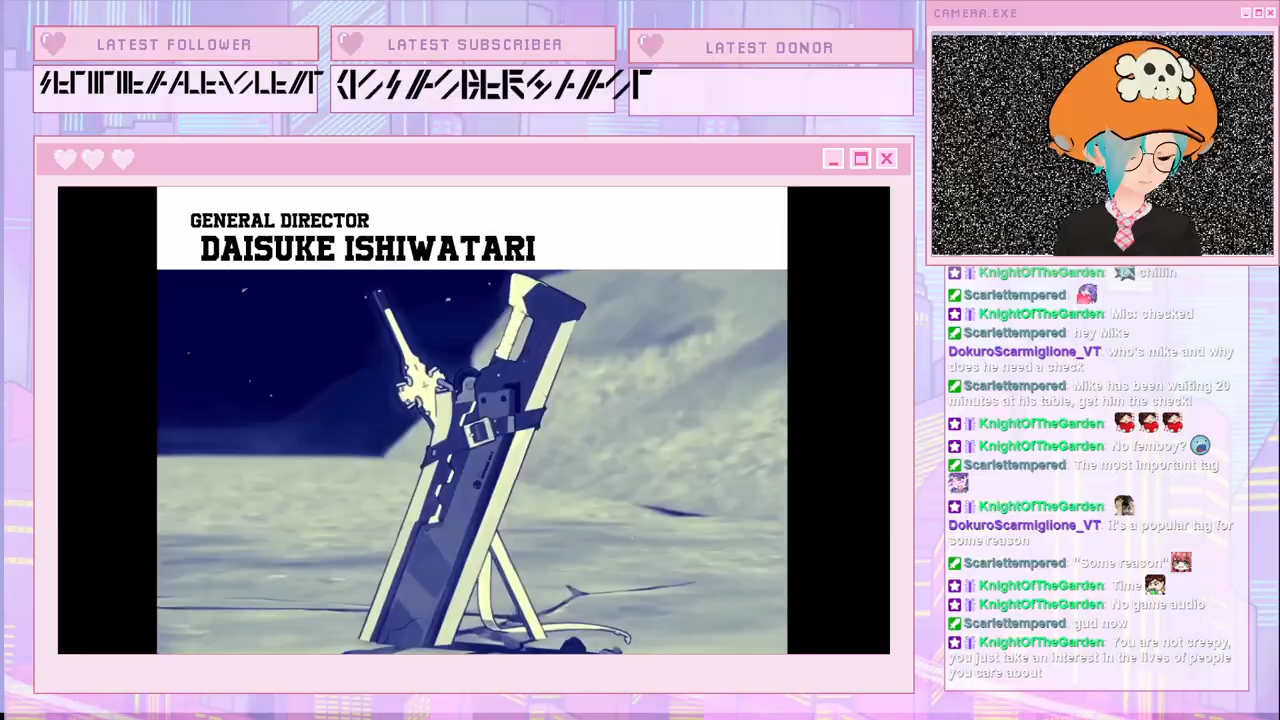 LATEST FOLLOWER
LATEST SUBSCRIBER
LATEST DONOR
CAMERA.EXE
GENERAL DIRECTOR
DAISUKE ISHIWATARI
KnightOfTheGarden: chillin
Scarlettempered:
KnightOfTheGarden: Mic: checked
Scarlettempered: hey Mike
DokuroScarmiglione_VT: who's mike and why
does he need a check
Scarlettempered: Mike has been waiting 20
minutes at his table, get him the check!
KnightOfTheGarden:
KnightOfTheGarden: No femboy?
Scarlettempered: The most important tag
KnightOfTheGarden:
DokuroScarmiglione_VT: it's a popular tag for
some reason
Scarlettempered: "Some reason"
KnightOfTheGarden: Time
KnightOfTheGarden: No game audio
Scarlettempered: gud now
KnightOfTheGarden: You are not creepy,
you just take an interest in the lives of people
you care about